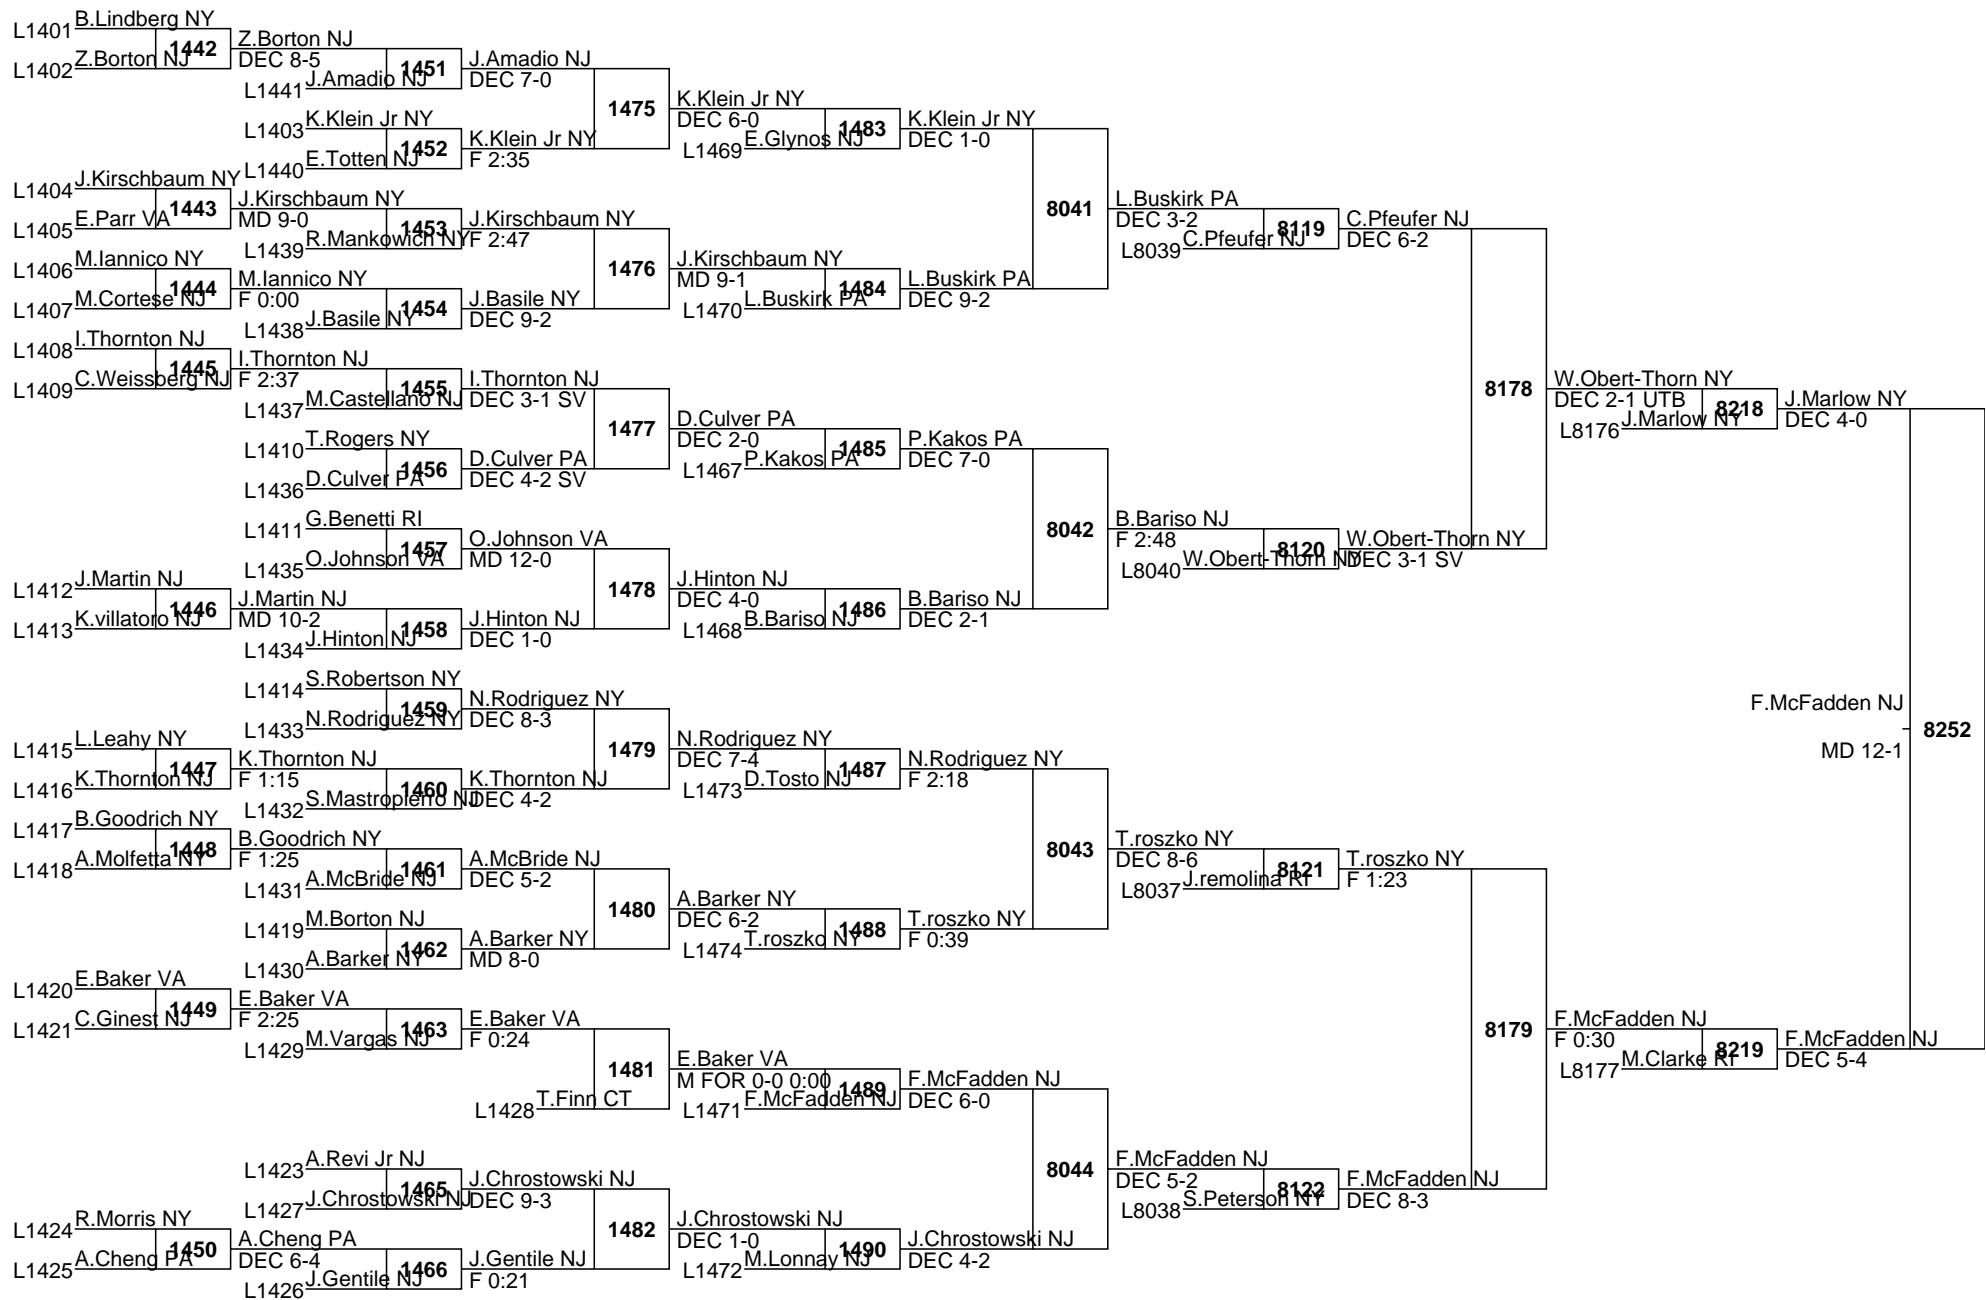 L1401 B.Lindberg NY
1442
L1402 Z.Borton NJ
Z.Borton NJ
DEC 8-5
1451
L1441 J.Amadio NJ
J.Amadio NJ
DEC 7-0
1475
L1403 K.Klein Jr NY
1452
L1440 E.Totten NJ
K.Klein Jr NY
F 2:35
K.Klein Jr NY
DEC 6-0
1483
L1469 E.Glynos NJ
K.Klein Jr NY
DEC 1-0
8041
L1404 J.Kirschbaum NY
1443
L1405 E.Parr VA
J.Kirschbaum NY
MD 9-0
1453
L1439 R.Mankowich NY
J.Kirschbaum NY
F 2:47
1476
L1406 M.Iannico NY
1444
L1407 M.Cortese NJ
M.Iannico NY
F 0:00
1454
L1438 J.Basile NY
J.Basile NY
DEC 9-2
J.Kirschbaum NY
MD 9-1
1484
L1470 L.Buskirk PA
L.Buskirk PA
DEC 9-2
L.Buskirk PA
DEC 3-2
8119
L8039 C.Pfeufer NJ
C.Pfeufer NJ
DEC 6-2
8178
L1408 I.Thornton NJ
1445
L1409 C.Weissberg NJ
I.Thornton NJ
F 2:37
1455
L1437 M.Castellano NJ
I.Thornton NJ
DEC 3-1 SV
1477
L1410 T.Rogers NY
1456
L1436 D.Culver PA
D.Culver PA
DEC 4-2 SV
D.Culver PA
DEC 2-0
1485
L1467 P.Kakos PA
P.Kakos PA
DEC 7-0
8042
L1411 G.Benetti RI
1457
L1435 O.Johnson VA
O.Johnson VA
MD 12-0
1478
L1412 J.Martin NJ
1446
L1413 K.villatoro NJ
J.Martin NJ
MD 10-2
1458
L1434 J.Hinton NJ
J.Hinton NJ
DEC 1-0
J.Hinton NJ
DEC 4-0
1486
L1468 B.Bariso NJ
B.Bariso NJ
DEC 2-1
B.Bariso NJ
F 2:48
8120
L8040 W.Obert-Thorn NY
W.Obert-Thorn NY
DEC 3-1 SV
W.Obert-Thorn NY
DEC 2-1 UTB
8218
L8176 J.Marlow NY
J.Marlow NY
DEC 4-0
L1414 S.Robertson NY
1459
L1433 N.Rodriguez NY
N.Rodriguez NY
DEC 8-3
1479
L1415 L.Leahy NY
1447
L1416 K.Thornton NJ
K.Thornton NJ
F 1:15
1460
L1432 S.Mastropierro NJ
K.Thornton NJ
DEC 4-2
N.Rodriguez NY
DEC 7-4
1487
L1473 D.Tosto NJ
N.Rodriguez NY
F 2:18
8043
L1417 B.Goodrich NY
1448
L1418 A.Molfetta NY
B.Goodrich NY
F 1:25
1461
L1431 A.McBride NJ
A.McBride NJ
DEC 5-2
1480
L1419 M.Borton NJ
1462
L1430 A.Barker NY
A.Barker NY
MD 8-0
A.Barker NY
DEC 6-2
1488
L1474 T.roszko NY
T.roszko NY
F 0:39
T.roszko NY
DEC 8-6
8121
L8037 J.remolina RI
T.roszko NY
F 1:23
8179
L1420 E.Baker VA
1449
L1421 C.Ginest NJ
E.Baker VA
F 2:25
1463
L1429 M.Vargas NJ
E.Baker VA
F 0:24
1481
L1428 T.Finn CT
E.Baker VA
M FOR 0-0 0:00
1489
L1471 F.McFadden NJ
F.McFadden NJ
DEC 6-0
8044
L1423 A.Revi Jr NJ
1465
L1427 J.Chrostowski NJ
J.Chrostowski NJ
DEC 9-3
1482
L1424 R.Morris NY
1450
L1425 A.Cheng PA
A.Cheng PA
DEC 6-4
1466
L1426 J.Gentile NJ
J.Gentile NJ
F 0:21
J.Chrostowski NJ
DEC 1-0
1490
L1472 M.Lonnay NJ
J.Chrostowski NJ
DEC 4-2
F.McFadden NJ
DEC 5-2
8122
L8038 S.Peterson NY
F.McFadden NJ
DEC 8-3
F.McFadden NJ
F 0:30
8219
L8177 M.Clarke RI
F.McFadden NJ
DEC 5-4
F.McFadden NJ
8252
MD 12-1